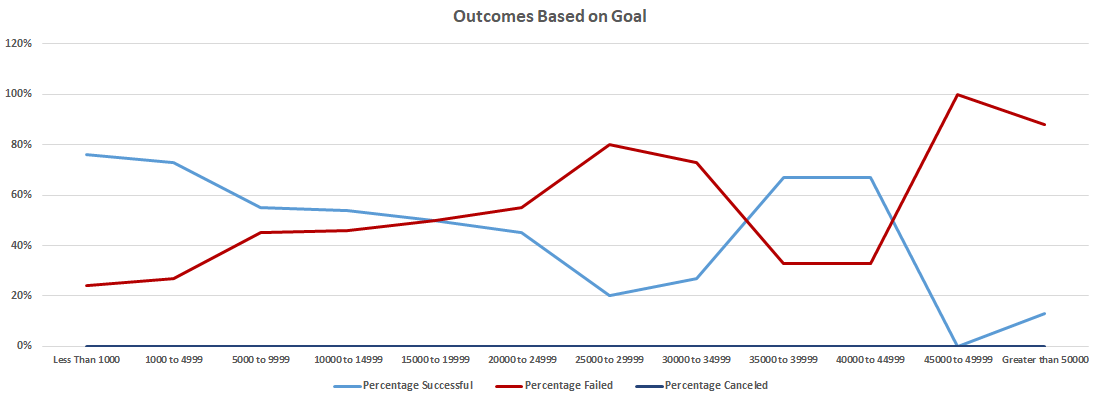 Outcomes Based on Goal
120%
100%
80%
60%
40%
20%
0%
Less Than 1000 1000 to 4999 5000 to 9999 10000 to 14999 15000 to 19999 20000 to 24999 25000 to 29999 30000 to 34999 35000 to 39999 40000 to 44999 45000 to 49999 Greater than 50000
Percentage Successful Percentage Failed Percentage Canceled